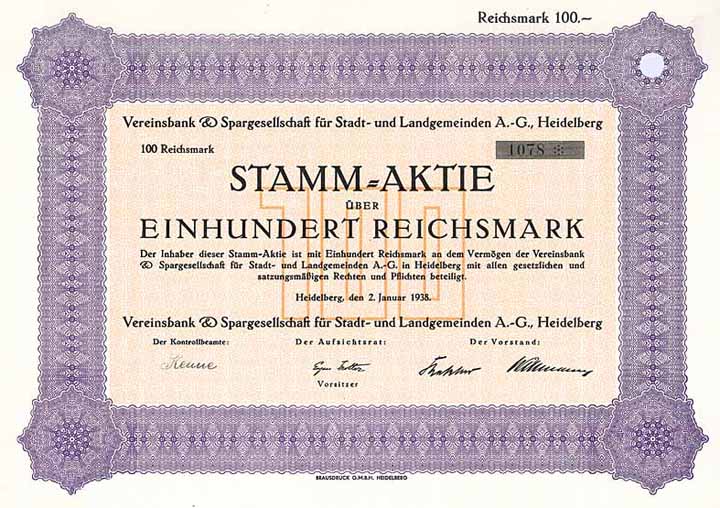 Reichsmark 100.–
Vereinsbank & Spargesellschaft für Stadt- und Landgemeinden A.-G., Heidelberg
100 Reichsmark
1078 ※
STAMM-AKTIE
ÜBER
EINHUNDERT REICHSMARK
Der Inhaber dieser Stamm-Aktie ist mit Einhundert Reichsmark an dem Vermögen der Vereinsbank
& Spargesellschaft für Stadt- und Landgemeinden A.-G. in Heidelberg mit allen gesetzlichen und
satzungsmäßigen Rechten und Pflichten beteiligt.
100
Heidelberg, den 2. Januar 1938.
Vereinsbank & Spargesellschaft für Stadt- und Landgemeinden A.-G., Heidelberg
Der Kontrollbeamte: Der Aufsichtsrat: Der Vorstand:
Vorsitzer
BRAUSDRUCK G.M.B.H. HEIDELBERG